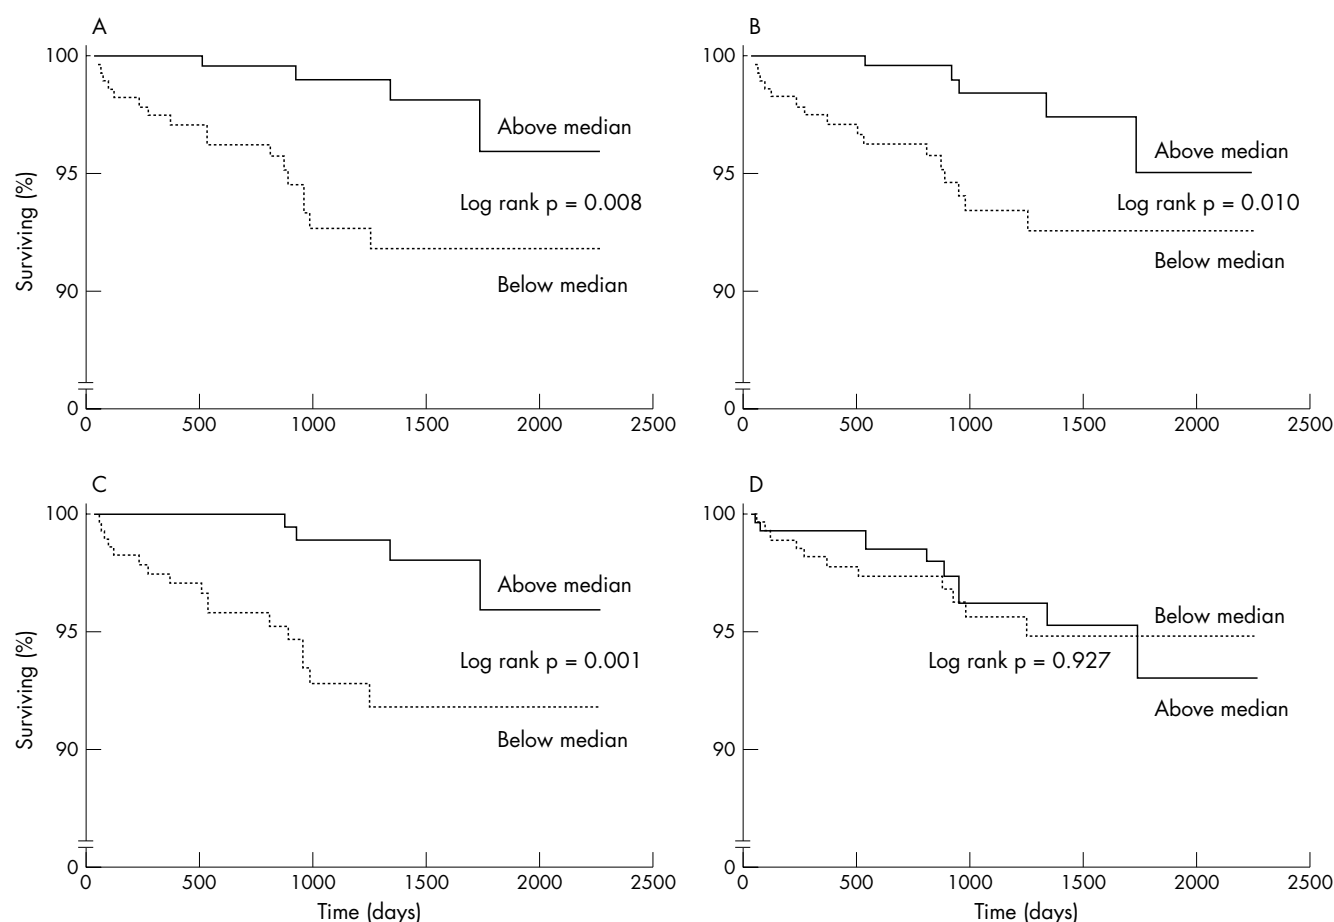 A
100
95
90
0
Surviving (%)
Above median
Log rank p = 0.008
Below median
0 500 1000 1500 2000 2500
B
100
95
90
0
Above median
Log rank p = 0.010
Below median
0 500 1000 1500 2000 2500
C
100
95
90
0
Surviving (%)
Above median
Log rank p = 0.001
Below median
0 500 1000 1500 2000 2500
Time (days)
D
100
95
90
0
Below median
Log rank p = 0.927
Above median
0 500 1000 1500 2000 2500
Time (days)